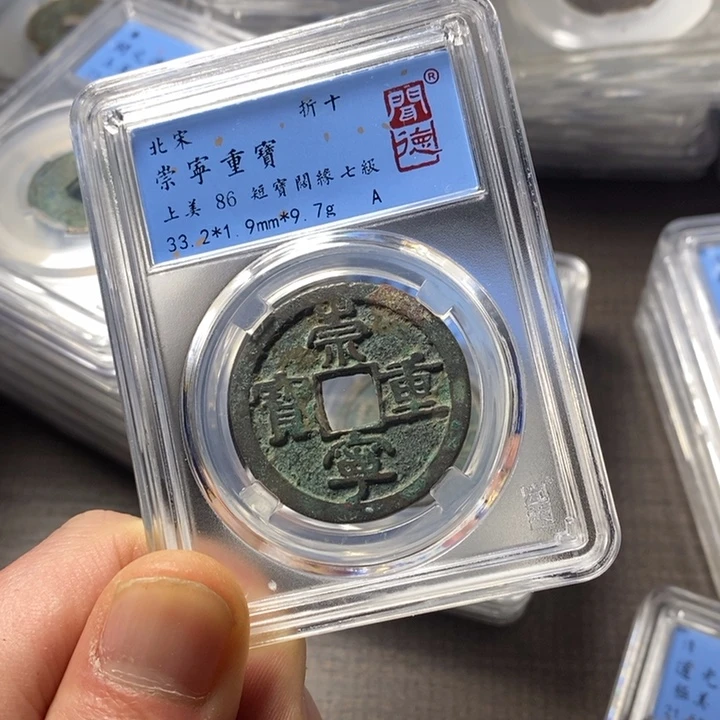 折十
聞德®
北宋
崇寧重寶
上美 86 短寶闊緣七級
33.2*1.9mm*9.7g A
崇寧重寶